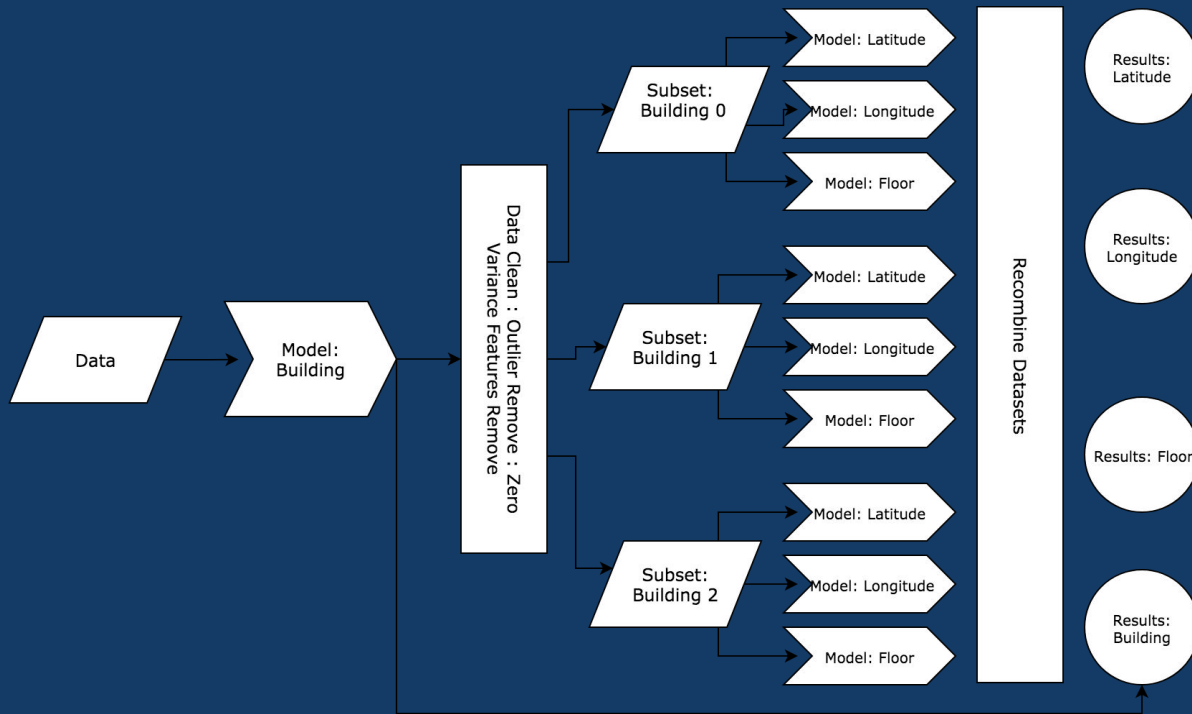 Data
Model:
Building
Data Clean : Outlier Remove : Zero
Variance Features Remove
Subset:
Building 0
Model: Latitude
Model: Longitude
Model: Floor
Subset:
Building 1
Model: Latitude
Model: Longitude
Model: Floor
Subset:
Building 2
Model: Latitude
Model: Longitude
Model: Floor
Recombine Datasets
Results:
Latitude
Results:
Longitude
Results: Floor
Results:
Building